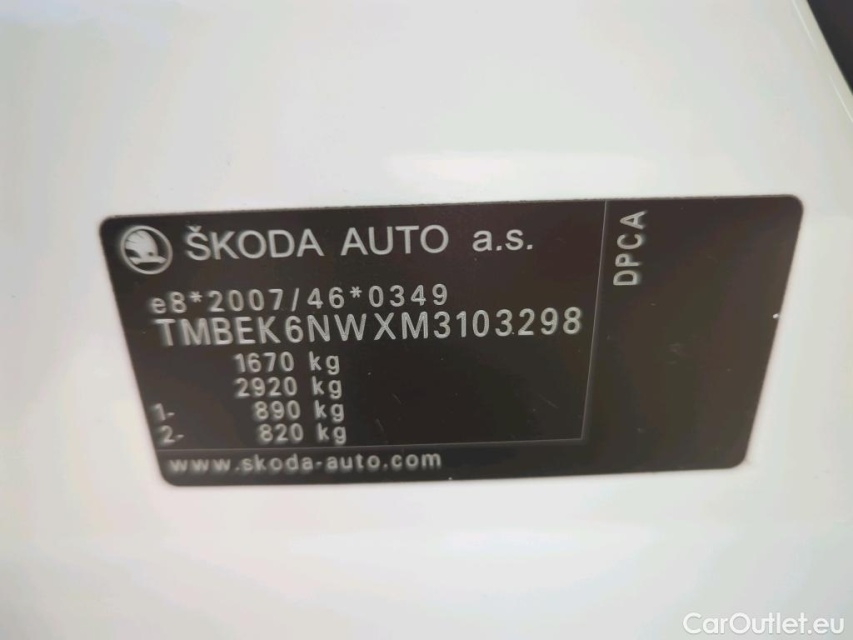 ŠKODA AUTO a.s.
DPCA
e8*2007/46*0349
TMBEK6NWXM3103298
1670 kg
2920 kg
1- 890 kg
2- 820 kg
www.skoda-auto.com
CarOutlet.eu